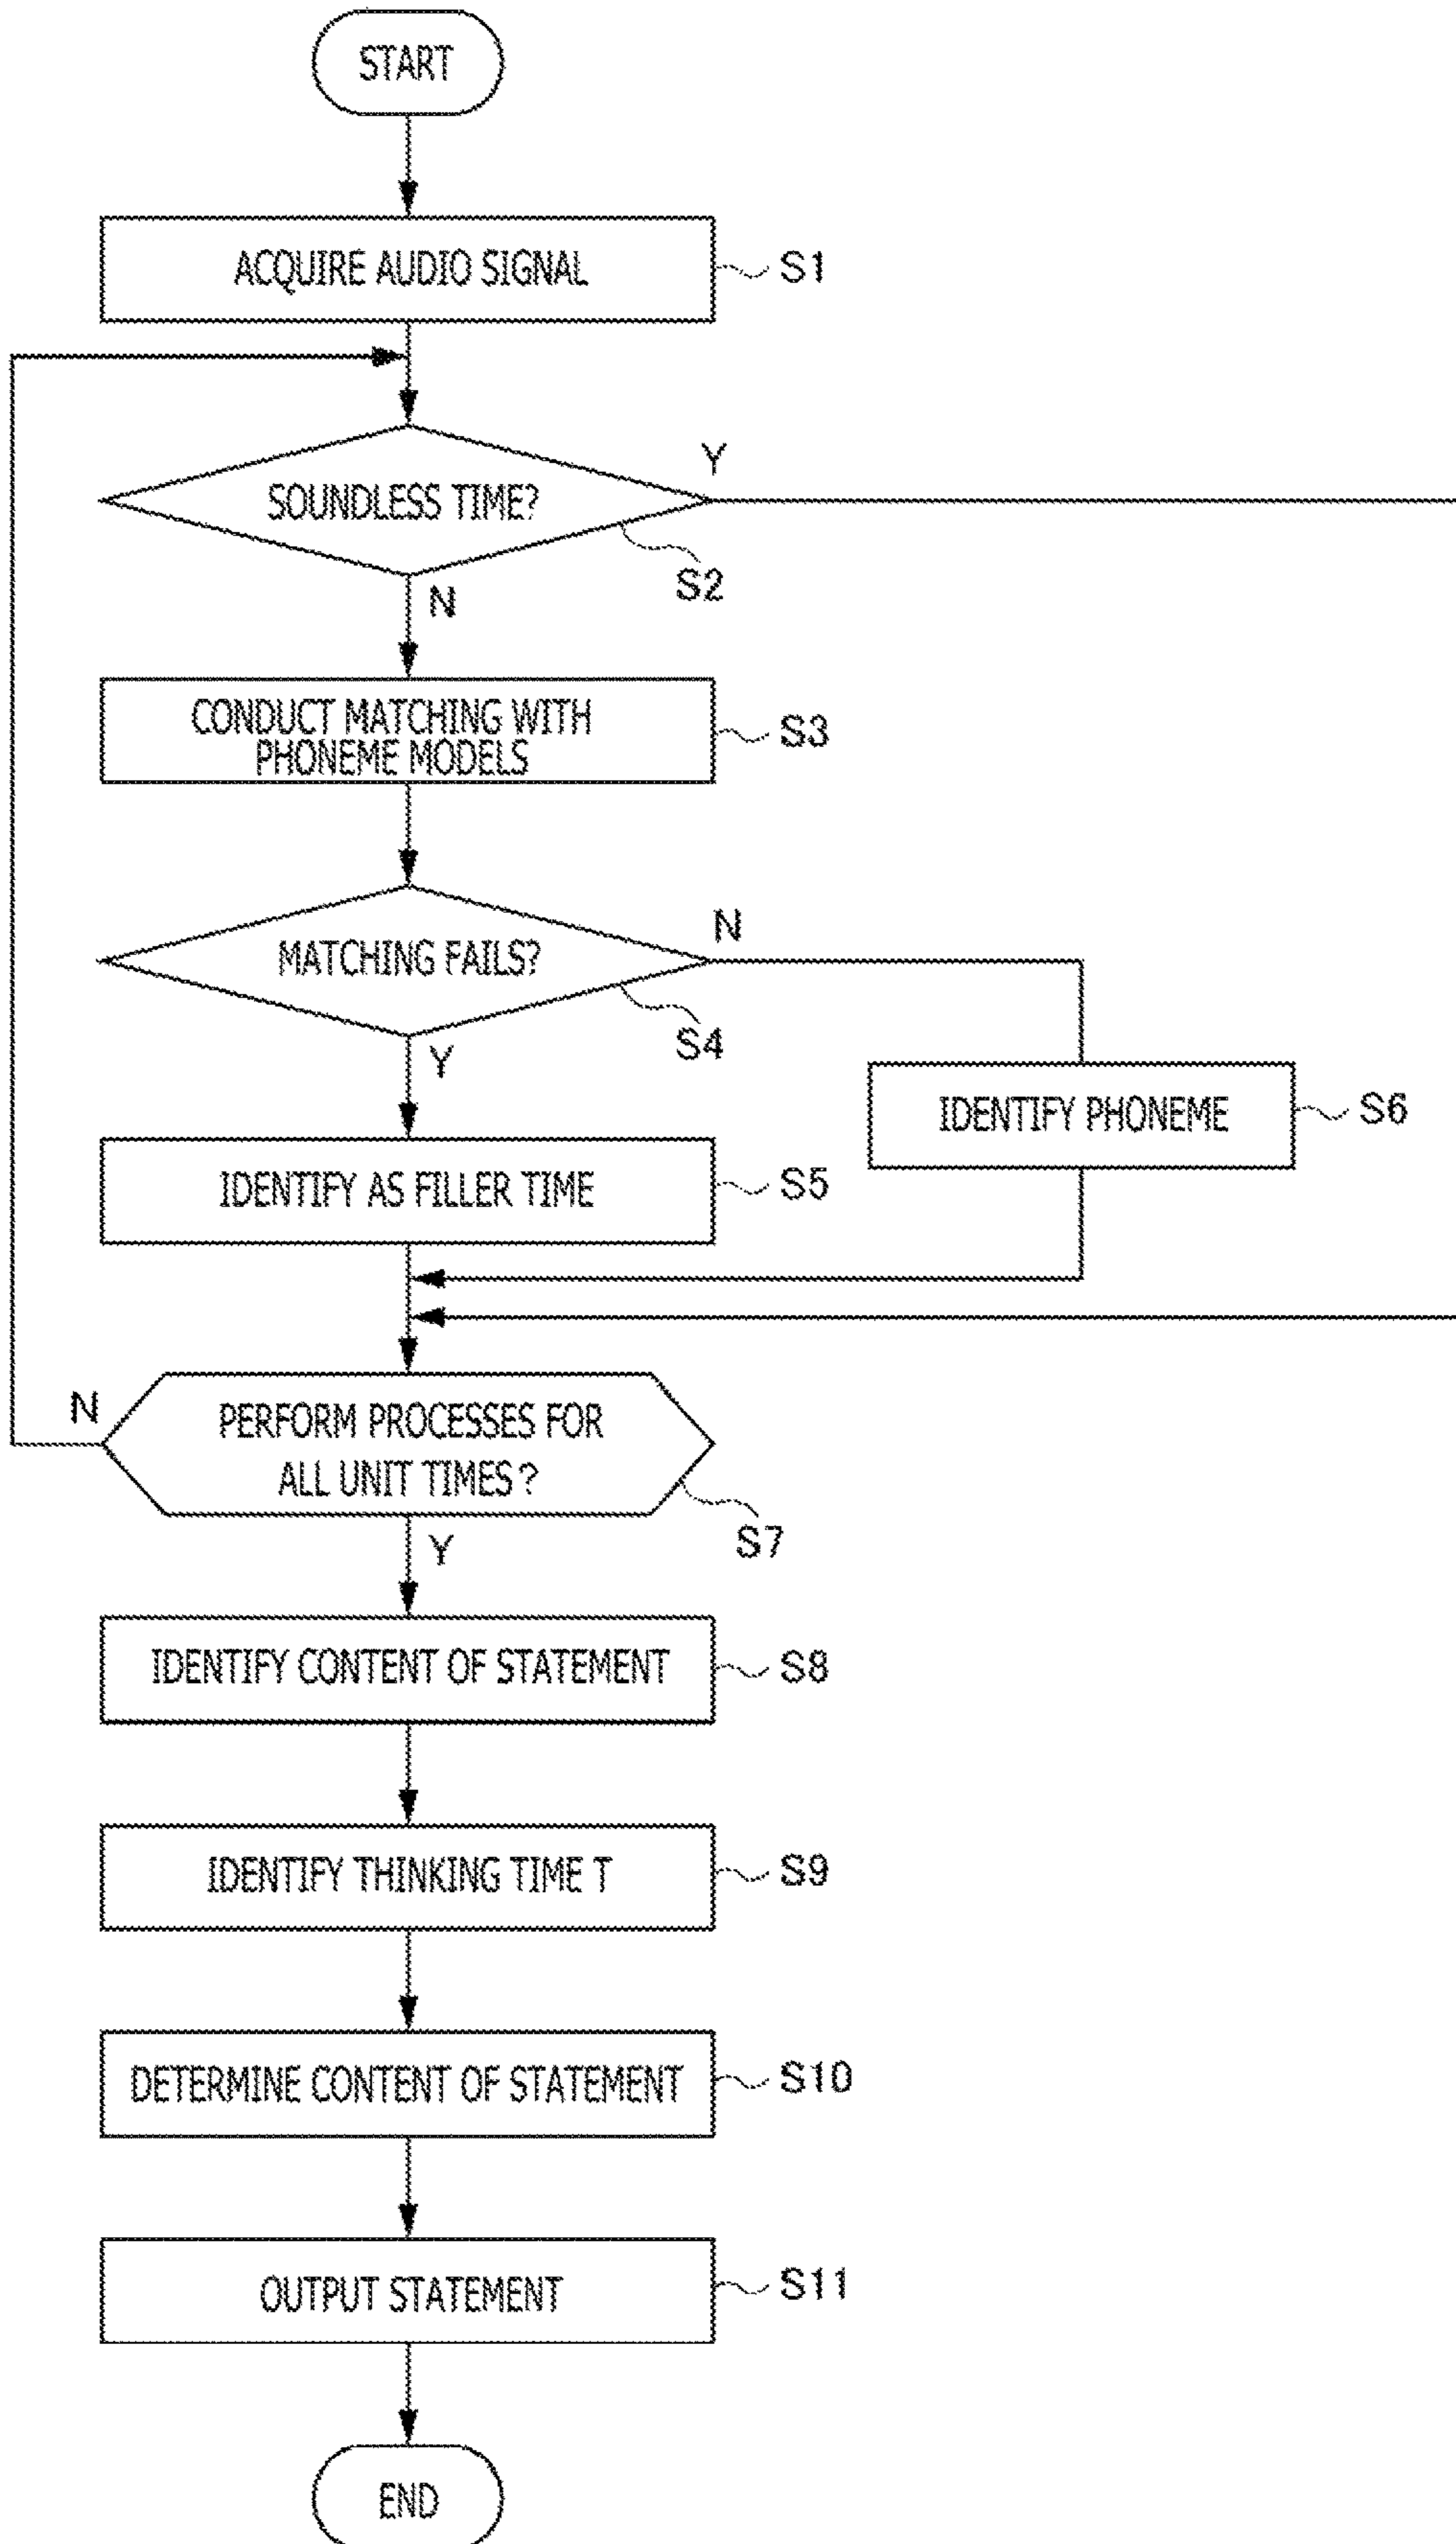 START
ACQUIRE AUDIO SIGNAL
S1
SOUNDLESS TIME?
Y
S2
N
CONDUCT MATCHING WITH
PHONEME MODELS
S3
MATCHING FAILS?
N
S4
Y
IDENTIFY PHONEME
S6
IDENTIFY AS FILLER TIME
S5
N
PERFORM PROCESSES FOR
ALL UNIT TIMES?
S7
Y
IDENTIFY CONTENT OF STATEMENT
S8
IDENTIFY THINKING TIME T
S9
DETERMINE CONTENT OF STATEMENT
S10
OUTPUT STATEMENT
S11
END